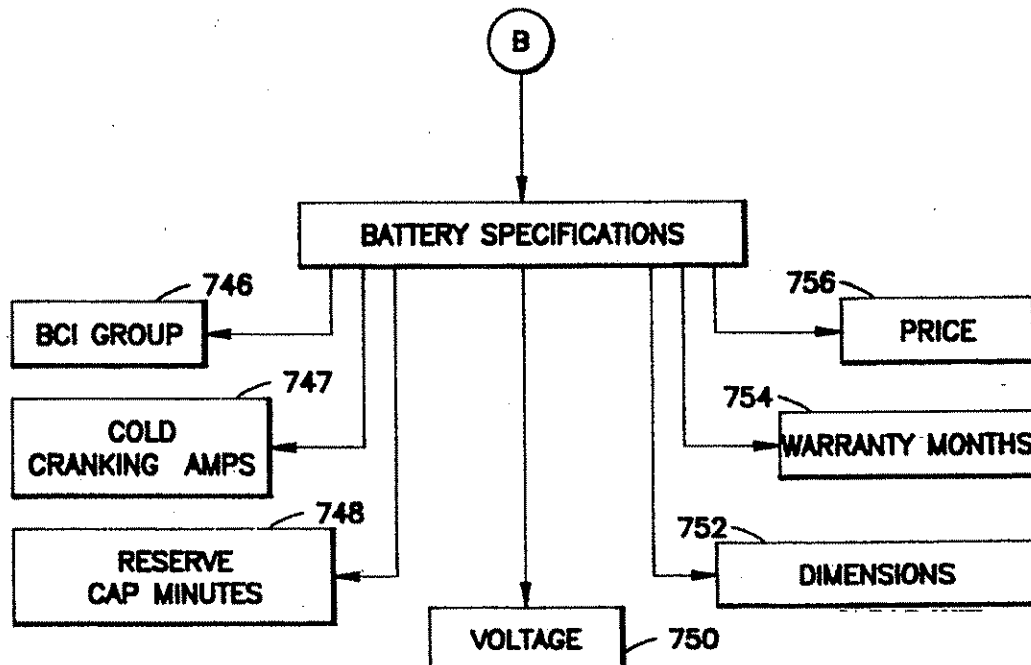 B
BATTERY SPECIFICATIONS
746
BCI GROUP
756
PRICE
747
COLD
CRANKING AMPS
754
WARRANTY MONTHS
748
RESERVE
CAP MINUTES
752
DIMENSIONS
VOLTAGE
750